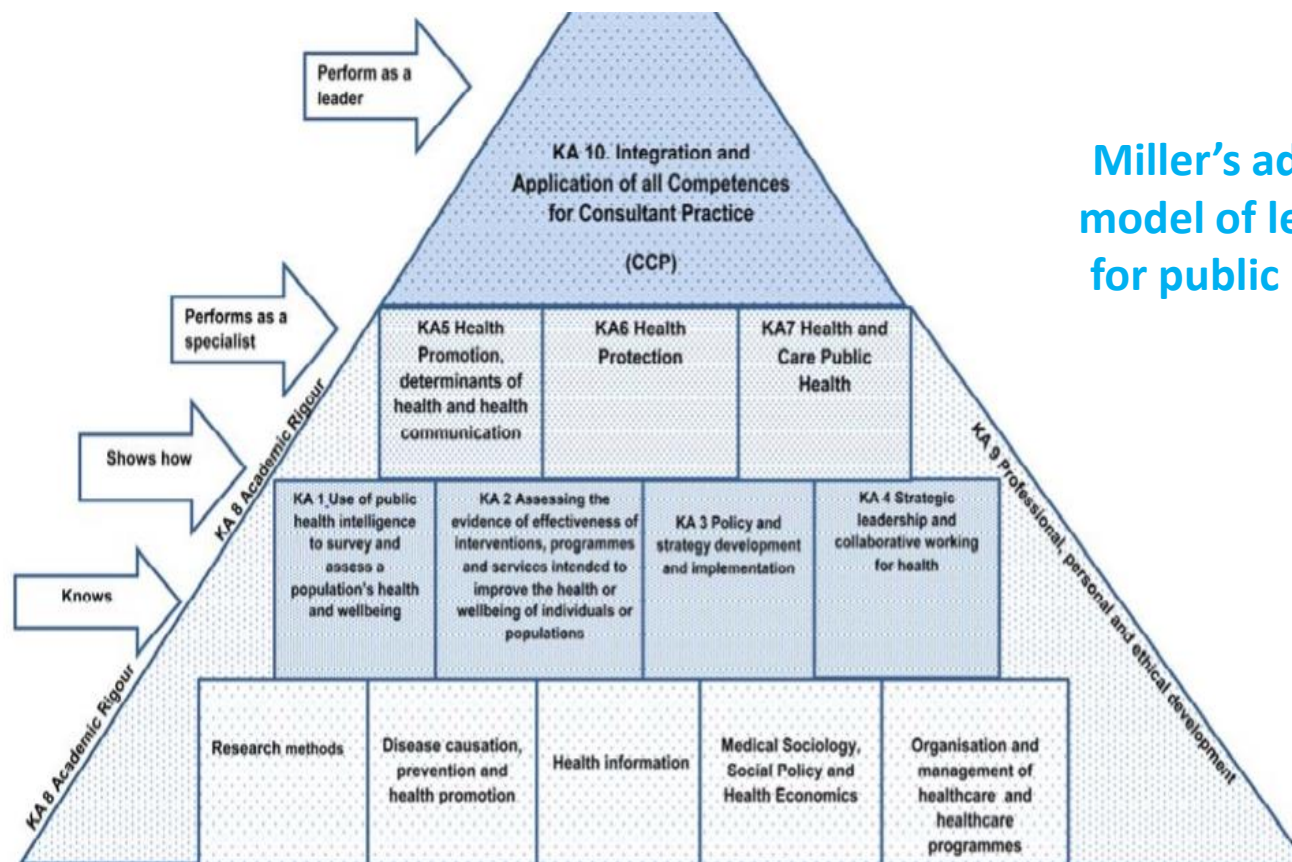 Perform as a
leader
KA 10. Integration and
Application of all Competences
for Consultant Practice
(CCP)
Miller's ad
model of le
for public
Performs as a
specialist
KA5 Health
Promotion,
determinants of
health and health
communication
KA6 Health
Protection
KA7 Health and
Care Public
Health
Shows how
KA 8 Academic Rigour
KA 9 Professional, personal and ethical development
KA 1 Use of public
health intelligence
to survey and
assess a
population's health
and wellbeing
KA 2 Assessing the
evidence of effectiveness of
interventions, programmes
and services intended to
improve the health or
wellbeing of individuals or
populations
KA 3 Policy and
strategy development
and implementation
KA 4 Strategic
leadership and
collaborative working
for health
Knows
KA 8 Academic Rigour
Research methods
Disease causation,
prevention and
health promotion
Health information
Medical Sociology,
Social Policy and
Health Economics
Organisation and
management of
healthcare and
healthcare
programmes